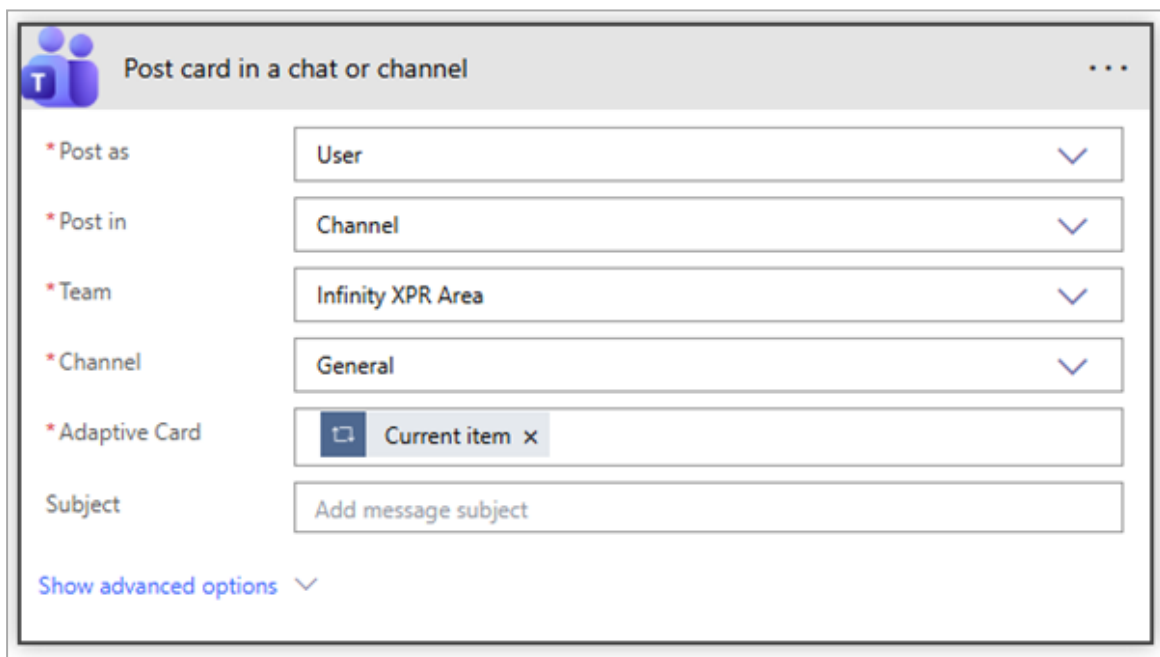 T
Post card in a chat or channel
* Post as
User
* Post in
Channel
* Team
Infinity XPR Area
* Channel
General
* Adaptive Card
Current item ×
Subject
Add message subject
Show advanced options